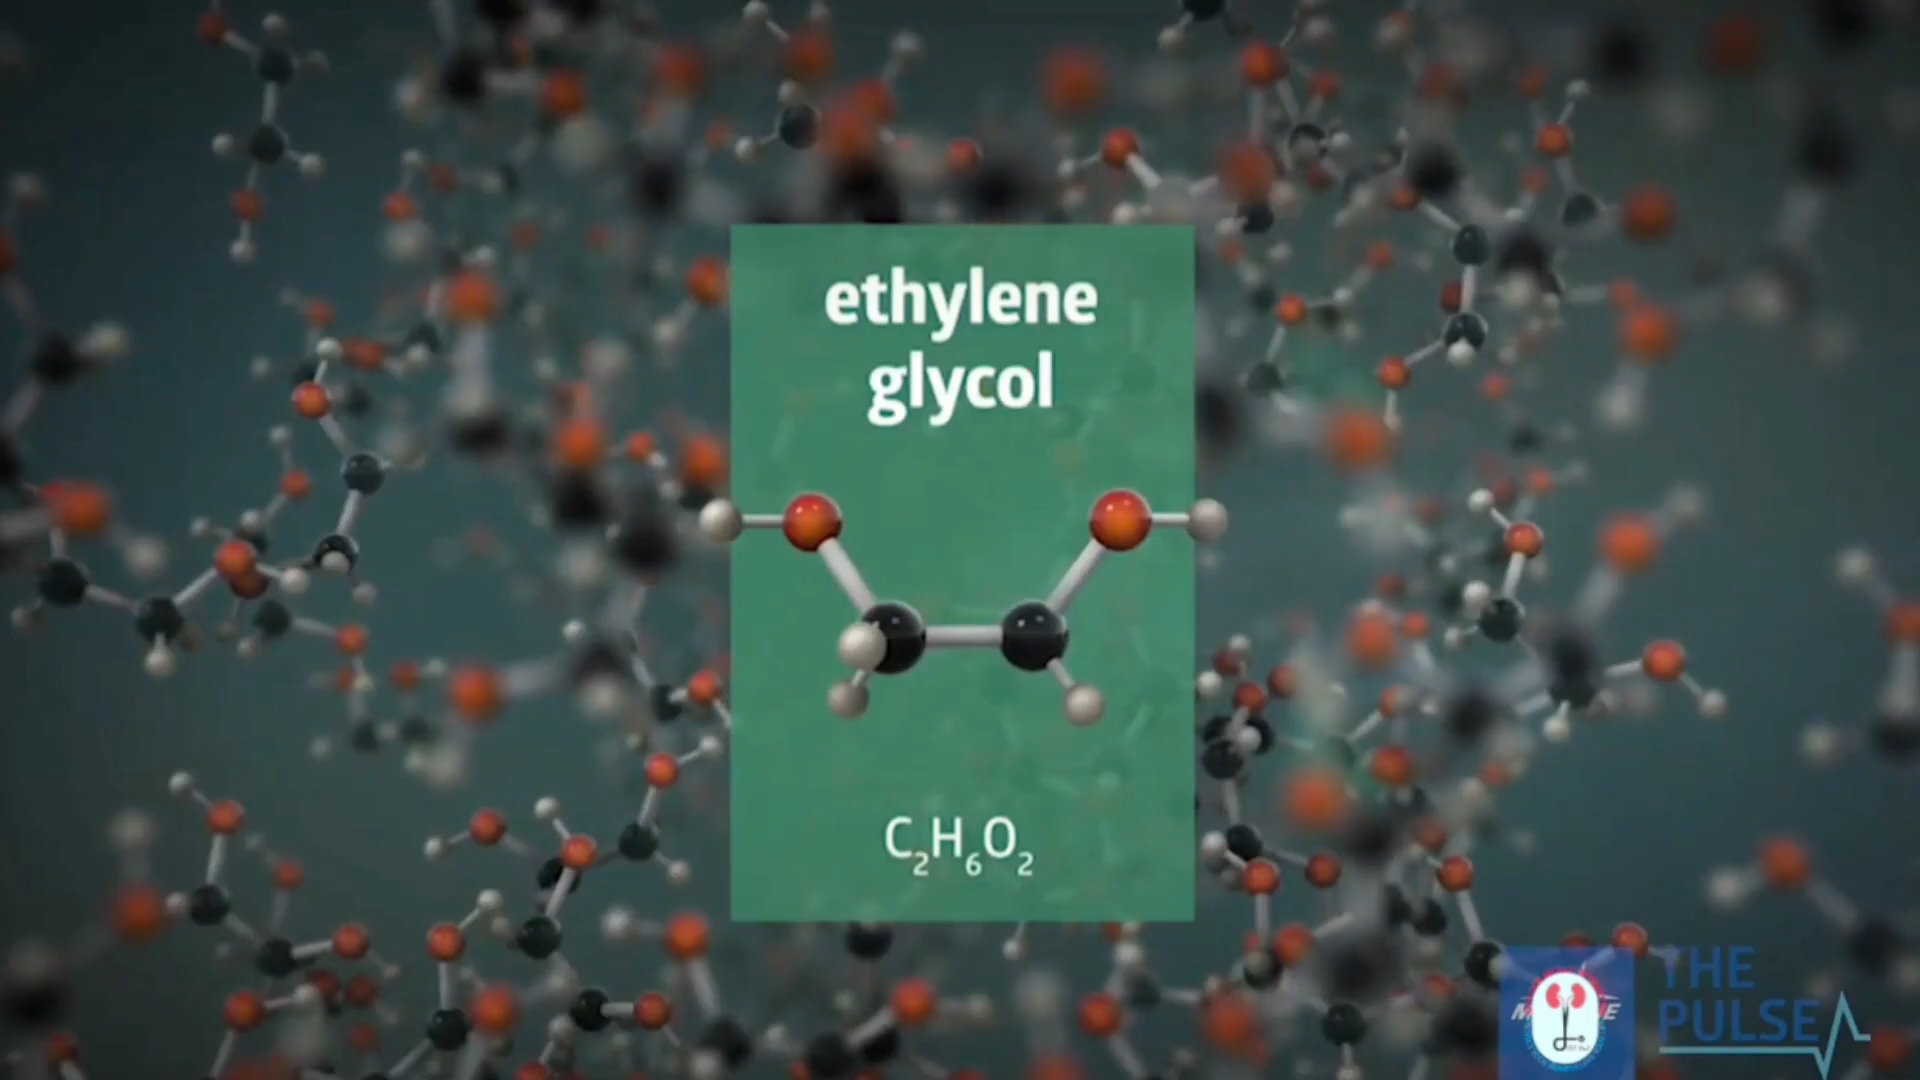 ethylene
glycol
C₂H₆O₂
THE
PULSE